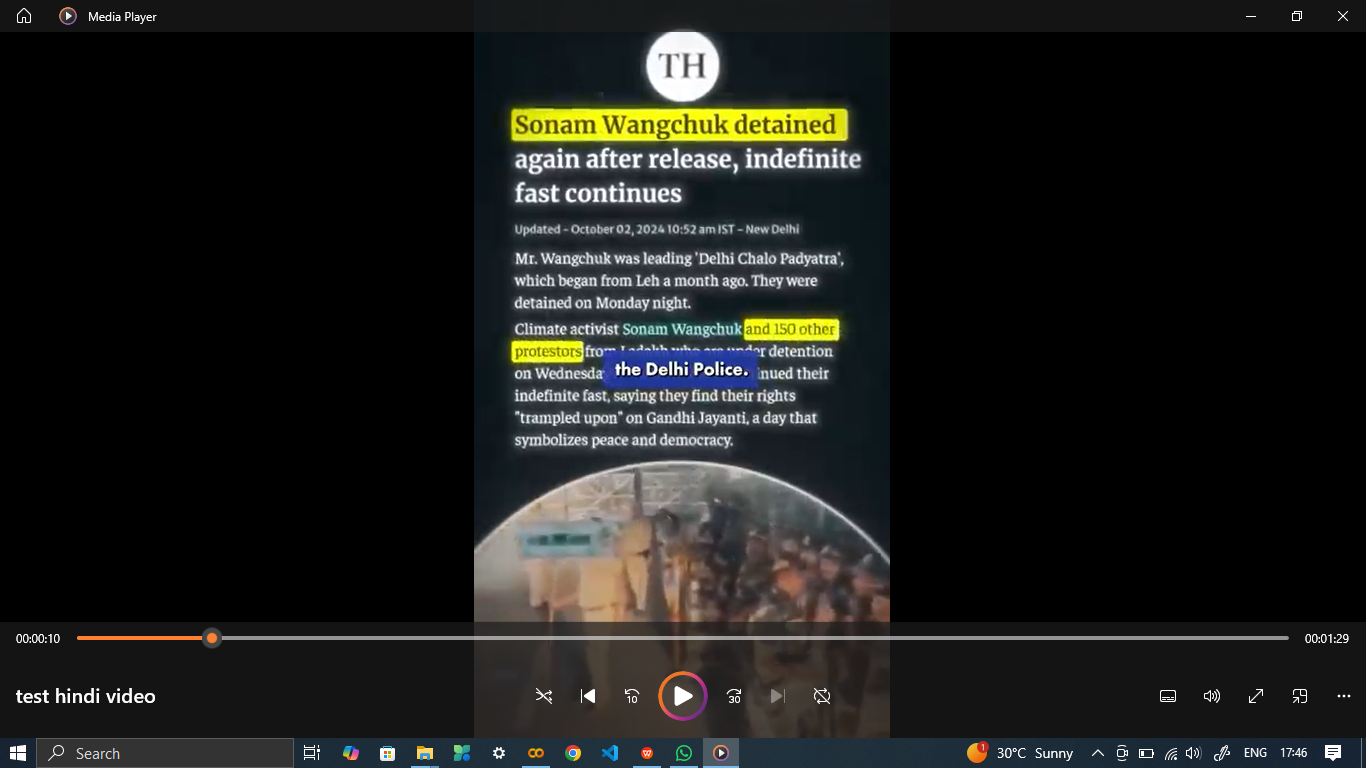 Media Player
TH
Sonam Wangchuk detained
again after release, indefinite
fast continues
Updated - October 02, 2024 10:52 am IST - New Delhi
Mr. Wangchuk was leading 'Delhi Chalo Padyatra',
which began from Leh a month ago. They were
detained on Monday night.
Climate activist Sonam Wangchuk and 150 other
protestors from Ladakh who are under detention
on Wednesda nued their
the Delhi Police.
indefinite fast, saying they find their rights
"trampled upon" on Gandhi Jayanti, a day that
symbolizes peace and democracy.
00:00:10
00:01:29
test hindi video
10
30
Search
1
30°C Sunny
ENG
17:46